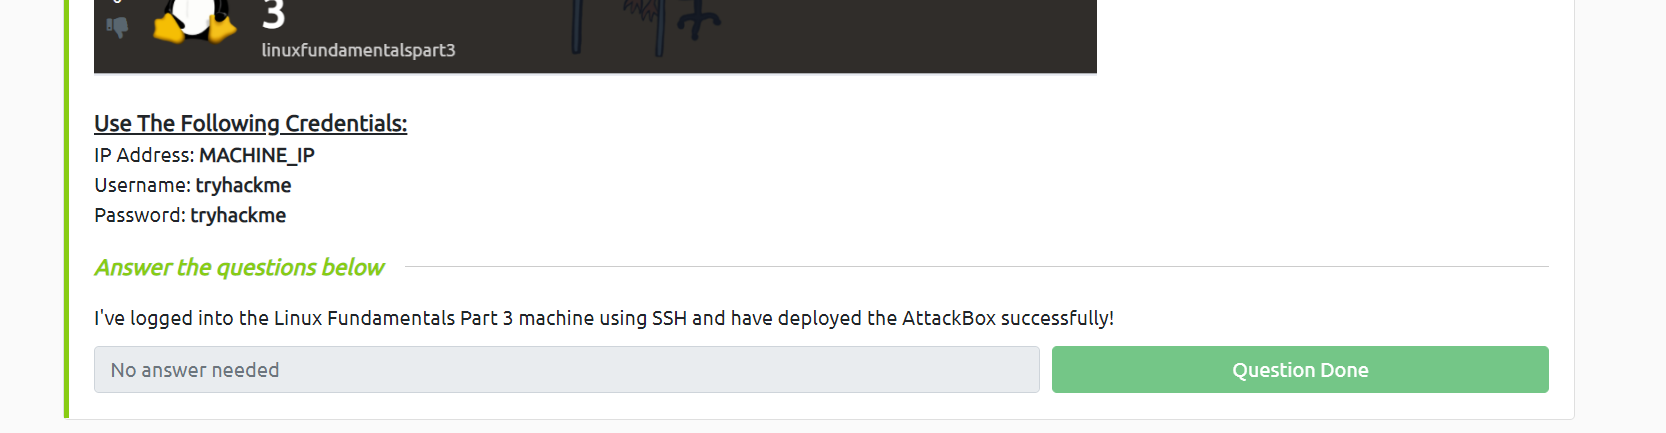 3
linuxfundamentalspart3
Use The Following Credentials:
IP Address: MACHINE_IP
Username: tryhackme
Password: tryhackme
Answer the questions below
I've logged into the Linux Fundamentals Part 3 machine using SSH and have deployed the AttackBox successfully!
No answer needed
Question Done